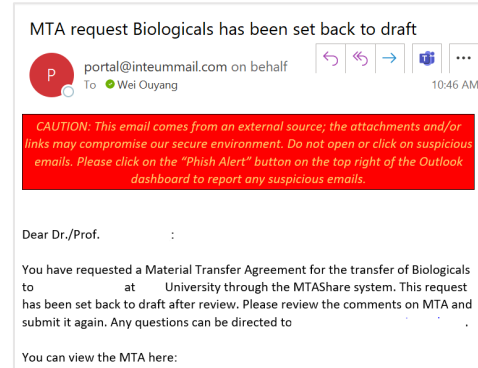 MTA request Biologicals has been set back to draft
P
portal@inteummail.com on behalf
To Wei Ouyang
10:46 AM
CAUTION: This email comes from an external source; the attachments and/or
links may compromise our secure environment. Do not open or click on suspicious
emails. Please click on the “Phish Alert” button on the top right of the Outlook
dashboard to report any suspicious emails.
Dear Dr./Prof. :
You have requested a Material Transfer Agreement for the transfer of Biologicals
to at University through the MTAShare system. This request
has been set back to draft after review. Please review the comments on MTA and
submit it again. Any questions can be directed to .
You can view the MTA here: